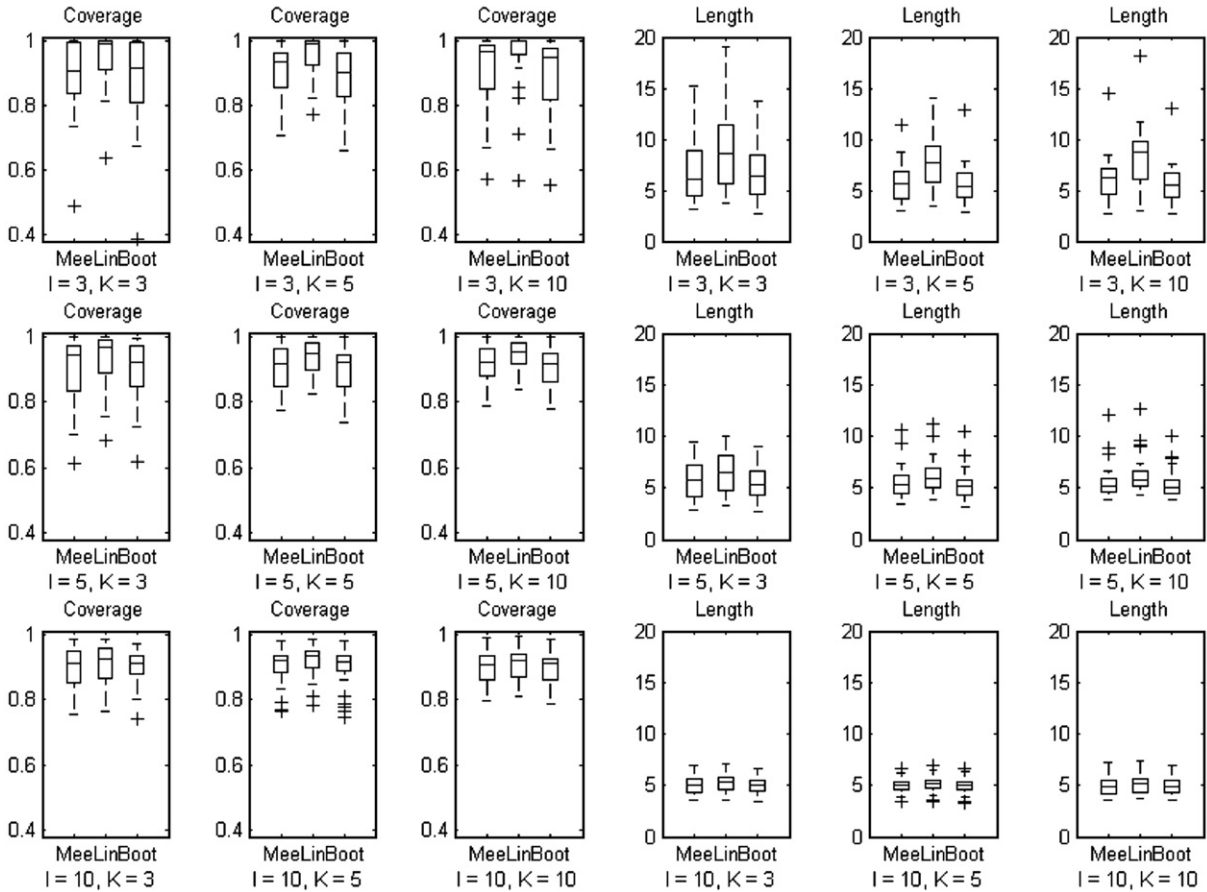 Coverage Coverage Coverage Length Length Length
1 1 1 20 20 20
0.8 0.8 0.8 15 15 15
10 10 10
0.6 0.6 0.6 5 5 5
0.4 0.4 0.4 0 0 0
MeeLinBoot MeeLinBoot MeeLinBoot MeeLinBoot MeeLinBoot MeeLinBoot
I = 3, K = 3 I = 3, K = 5 I = 3, K = 10 I = 3, K = 3 I = 3, K = 5 I = 3, K = 10
Coverage Coverage Coverage Length Length Length
1 1 1 20 20 20
0.8 0.8 0.8 15 15 15
10 10 10
0.6 0.6 0.6 5 5 5
0.4 0.4 0.4 0 0 0
MeeLinBoot MeeLinBoot MeeLinBoot MeeLinBoot MeeLinBoot MeeLinBoot
I = 5, K = 3 I = 5, K = 5 I = 5, K = 10 I = 5, K = 3 I = 5, K = 5 I = 5, K = 10
Coverage Coverage Coverage Length Length Length
1 1 1 20 20 20
0.8 0.8 0.8 15 15 15
10 10 10
0.6 0.6 0.6 5 5 5
0.4 0.4 0.4 0 0 0
MeeLinBoot MeeLinBoot MeeLinBoot MeeLinBoot MeeLinBoot MeeLinBoot
I = 10, K = 3 I = 10, K = 5 I = 10, K = 10 I = 10, K = 3 I = 10, K = 5 I = 10, K = 10